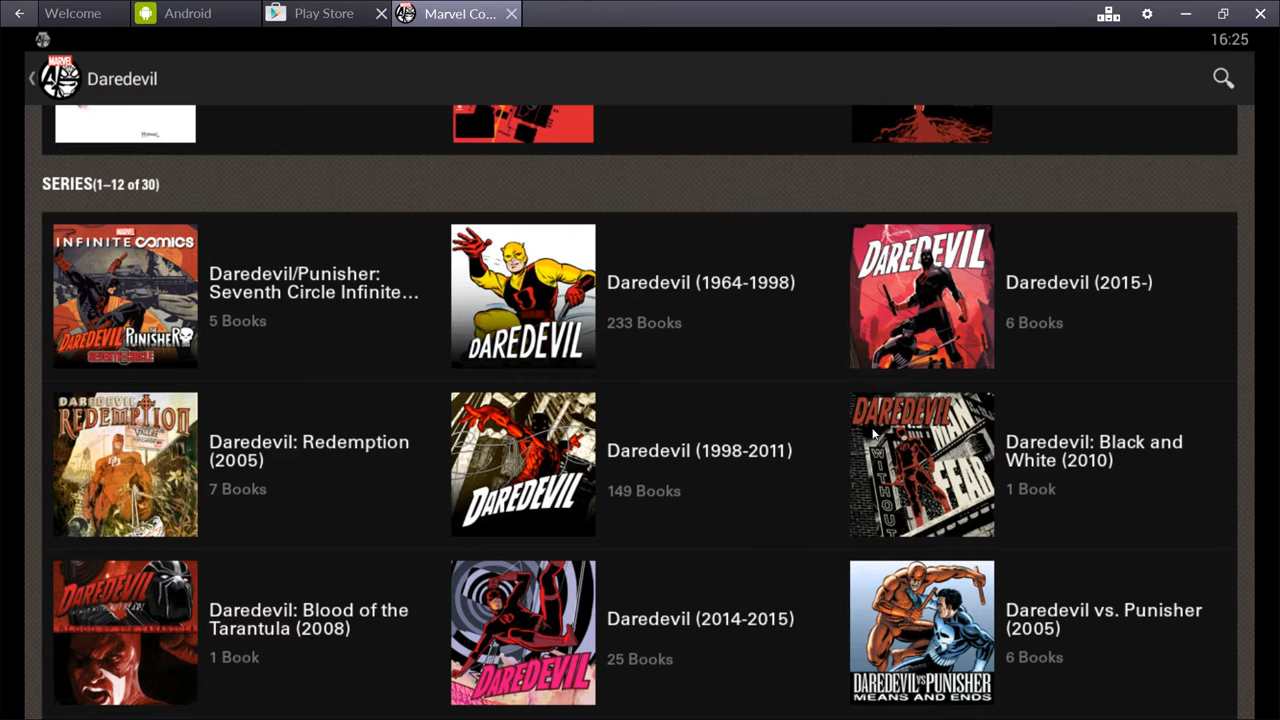 Welcome
Android
Play Store
Marvel Co...
16:25
MARVEL
Daredevil
SERIES(1–12 of 30)
MARVEL
INFINITE COMICS
DAREDEVIL PUNISHER
SEVENTH CIRCLE
Daredevil/Punisher:
Seventh Circle Infinite...
5 Books
DAREDEVIL
Daredevil (1964-1998)
233 Books
DAREDEVIL
Daredevil (2015-)
6 Books
DAREDEVIL
REDEMPTION
Daredevil: Redemption
(2005)
7 Books
DAREDEVIL
Daredevil (1998-2011)
149 Books
DAREDEVIL
MAN
WITHOUT
FEAR
Daredevil: Black and
White (2010)
1 Book
DAREDEVIL
Daredevil: Blood of the
Tarantula (2008)
1 Book
DAREDEVIL
Daredevil (2014-2015)
25 Books
DAREDEVIL VS PUNISHER
MEANS AND ENDS
Daredevil vs. Punisher
(2005)
6 Books